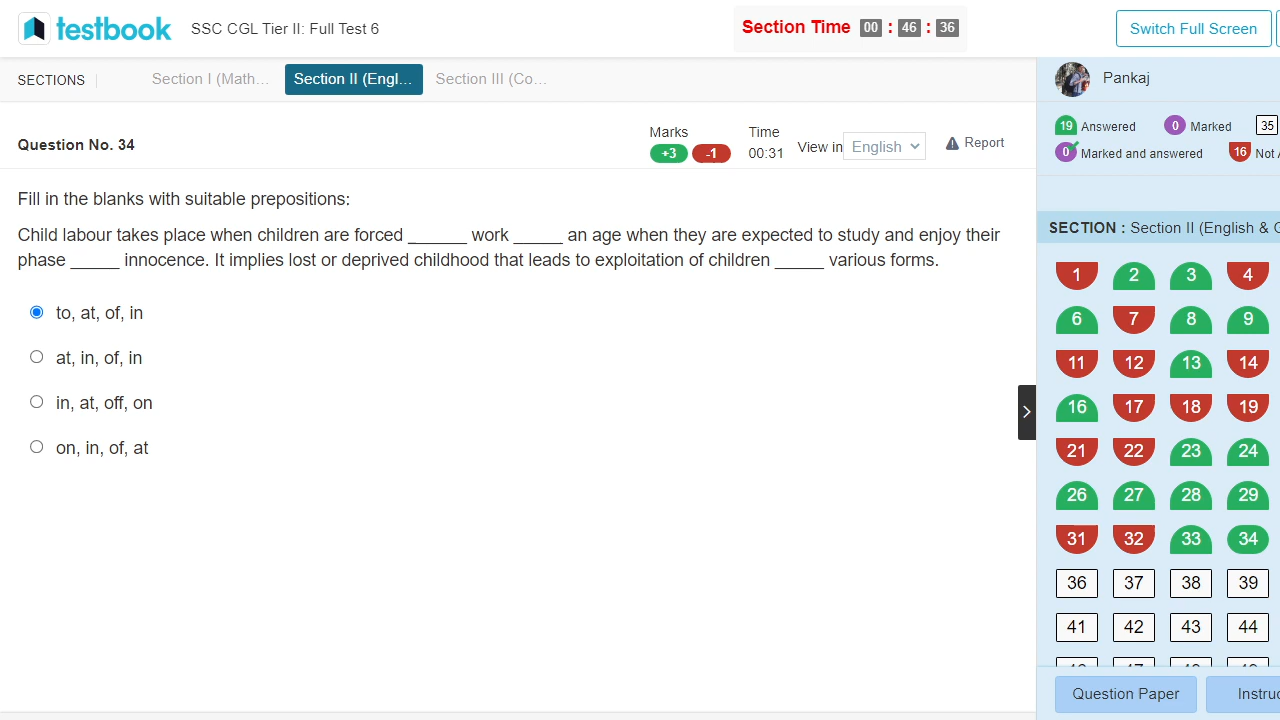 testbook SSC CGL Tier II: Full Test 6 Section Time 00 : 46 : 36 Switch Full Screen
SECTIONS Section I (Math... Section II (Engl... Section III (Co... Pankaj
Question No. 34 Marks +3 -1 Time 00:31 View in English Report
19 Answered 0 Marked 35
0 Marked and answered 16 Not
Fill in the blanks with suitable prepositions:
Child labour takes place when children are forced ______ work _____ an age when they are expected to study and enjoy their
phase _____ innocence. It implies lost or deprived childhood that leads to exploitation of children _____ various forms.
to, at, of, in
at, in, of, in
in, at, off, on
on, in, of, at
SECTION : Section II (English &
1 2 3 4
6 7 8 9
11 12 13 14
16 17 18 19
21 22 23 24
26 27 28 29
31 32 33 34
36 37 38 39
41 42 43 44
Question Paper Instruc